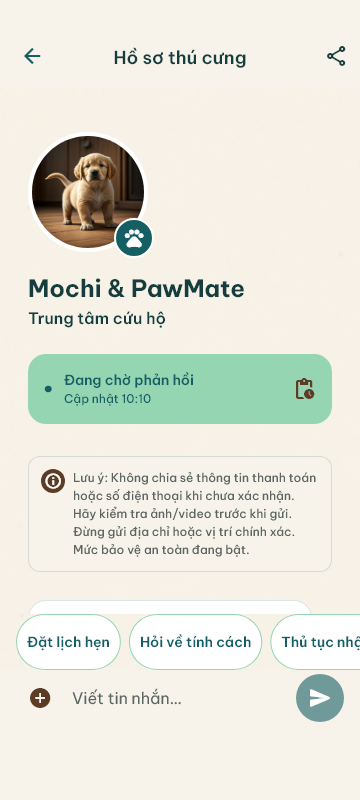 Hồ sơ thú cưng
Mochi & PawMate
Trung tâm cứu hộ
Đang chờ phản hồi
Cập nhật 10:10
Lưu ý: Không chia sẻ thông tin thanh toán
hoặc số điện thoại khi chưa xác nhận.
Hãy kiểm tra ảnh/video trước khi gửi.
Đừng gửi địa chỉ hoặc vị trí chính xác.
Mức bảo vệ an toàn đang bật.
Đặt lịch hẹn
Hỏi về tính cách
Thủ tục nhậ
Viết tin nhắn...